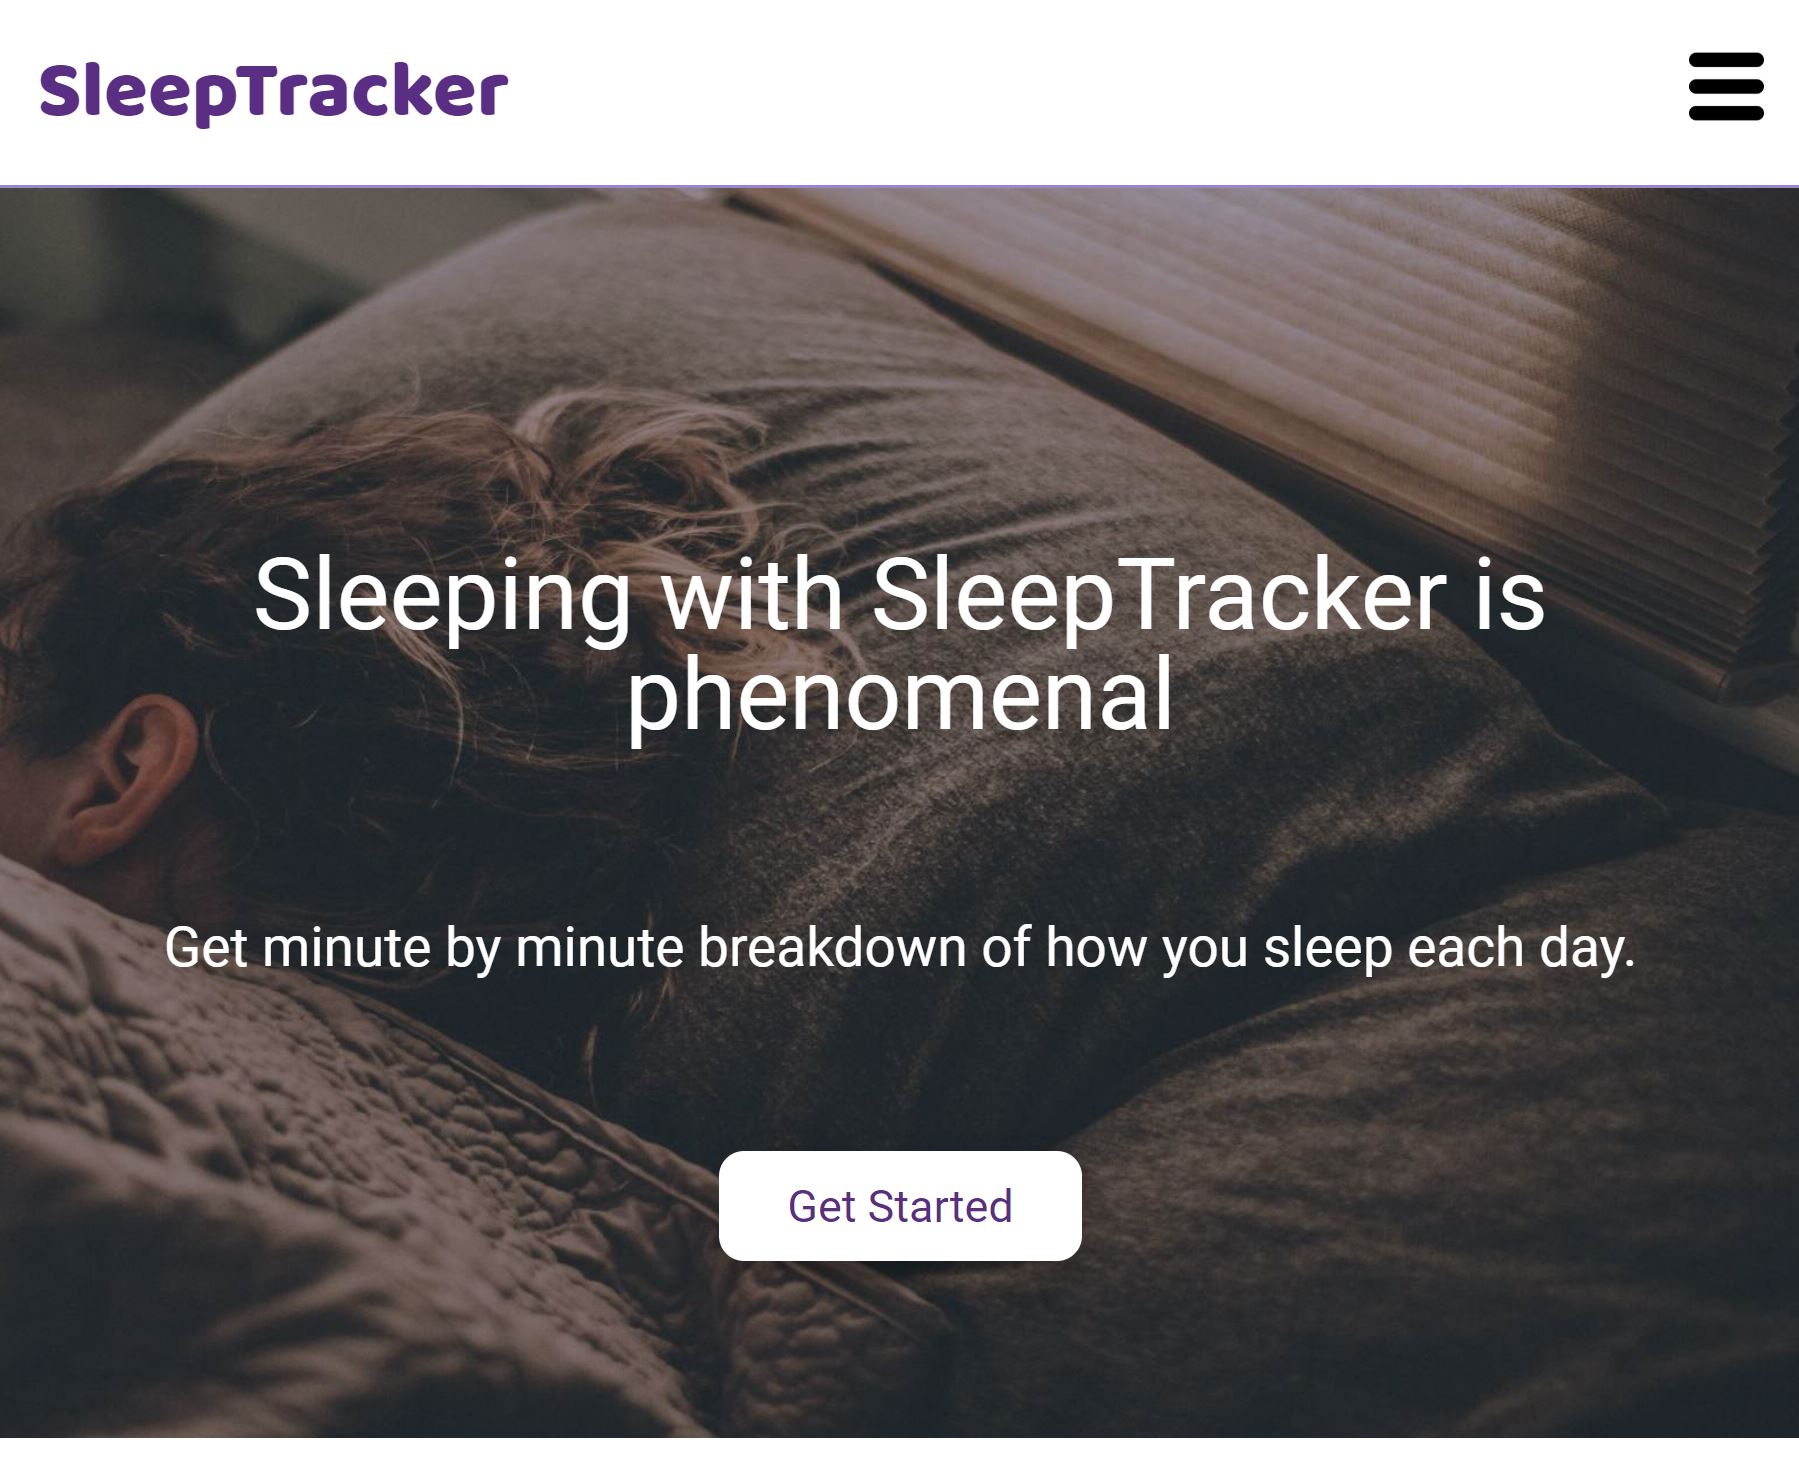 SleepTracker
Sleeping with SleepTracker is
phenomenal
Get minute by minute breakdown of how you sleep each day.
Get Started